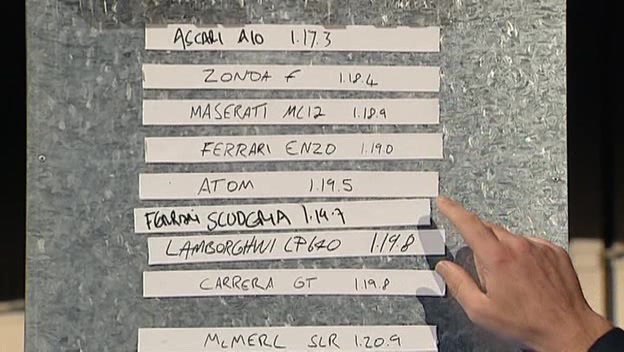 ASCARI A10 1.17.3
ZONDA F 1.18.4
MASERATI MC12 1.18.9
FERRARI ENZO 1.19.0
ATOM 1.19.5
FERRARI SCUDERIA 1.19.7
LAMBORGHINI LP640 1.19.8
CARRERA GT 1.19.8
McMERC SLR 1.20.9